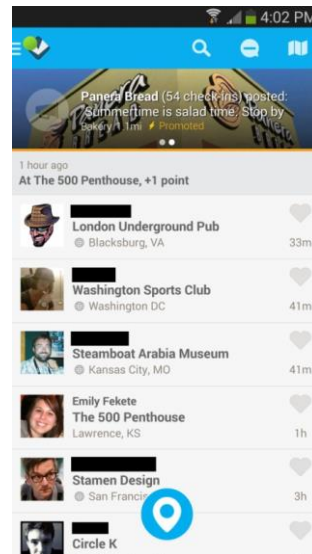 4:02 PM
Panera Bread (54 check-ins) posted:
"Summertime is salad time. Stop by
Bakery 1.1mi Promoted
1 hour ago
At The 500 Penthouse, +1 point
London Underground Pub
Blacksburg, VA
33m
Washington Sports Club
Washington DC
41m
Steamboat Arabia Museum
Kansas City, MO
41m
Emily Fekete
The 500 Penthouse
Lawrence, KS
1h
Stamen Design
San Francis
3h
Circle K